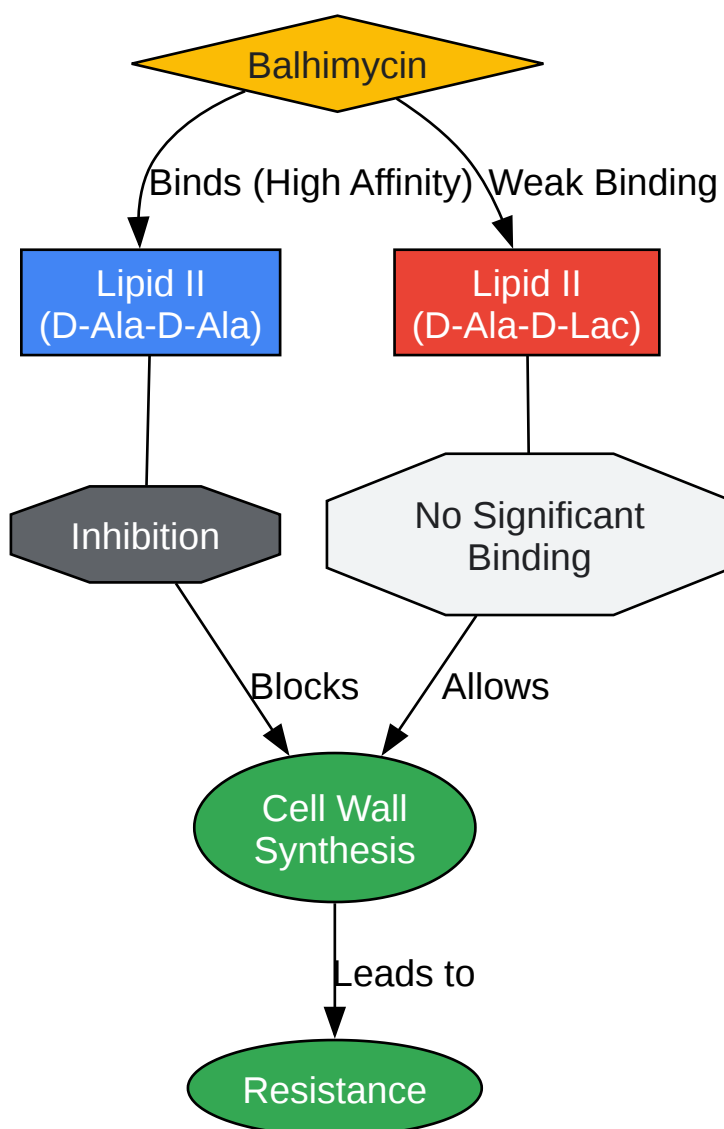 Balhimycin
Binds (High Affinity)
Weak Binding
Lipid II
(D-Ala-D-Ala)
Lipid II
(D-Ala-D-Lac)
Inhibition
No Significant
Binding
Blocks
Allows
Cell Wall
Synthesis
Leads to
Resistance